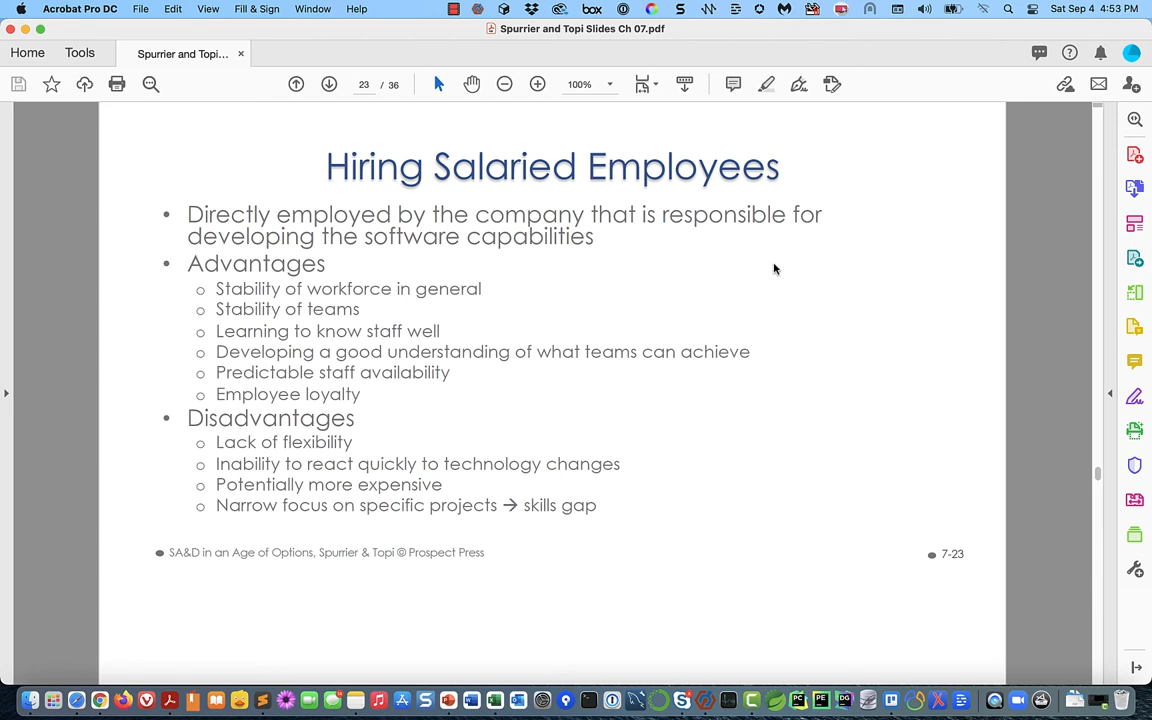 Acrobat Pro DC File Edit View Fill & Sign Window Help box Sat Sep 4 4:53 PM
Spurrier and Topi Slides Ch 07.pdf
Home Tools Spurrier and Topi... ×
23 / 36 100%
Hiring Salaried Employees
• Directly employed by the company that is responsible for
developing the software capabilities
• Advantages
o Stability of workforce in general
o Stability of teams
o Learning to know staff well
o Developing a good understanding of what teams can achieve
o Predictable staff availability
o Employee loyalty
• Disadvantages
o Lack of flexibility
o Inability to react quickly to technology changes
o Potentially more expensive
o Narrow focus on specific projects → skills gap
● SA&D in an Age of Options, Spurrier & Topi © Prospect Press ● 7-23
PC PE DG